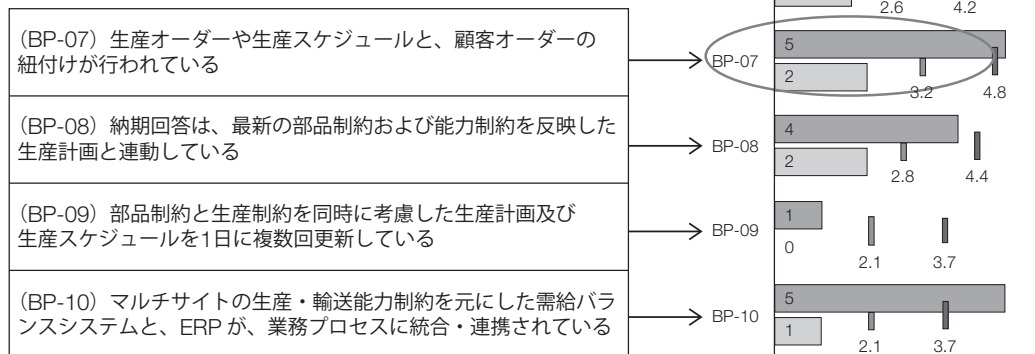 2.6 4.2
（BP-07）生産オーダーや生産スケジュールと、顧客オーダーの
紐付けが行われている
BP-07
5
2
3.2 4.8
（BP-08）納期回答は、最新の部品制約および能力制約を反映した
生産計画と連動している
BP-08
4
2
2.8 4.4
（BP-09）部品制約と生産制約を同時に考慮した生産計画及び
生産スケジュールを1日に複数回更新している
BP-09
1
0
2.1 3.7
（BP-10）マルチサイトの生産・輸送能力制約を元にした需給バラ
ンスシステムと、ERP が、業務プロセスに統合・連携されている
BP-10
5
1
2.1 3.7